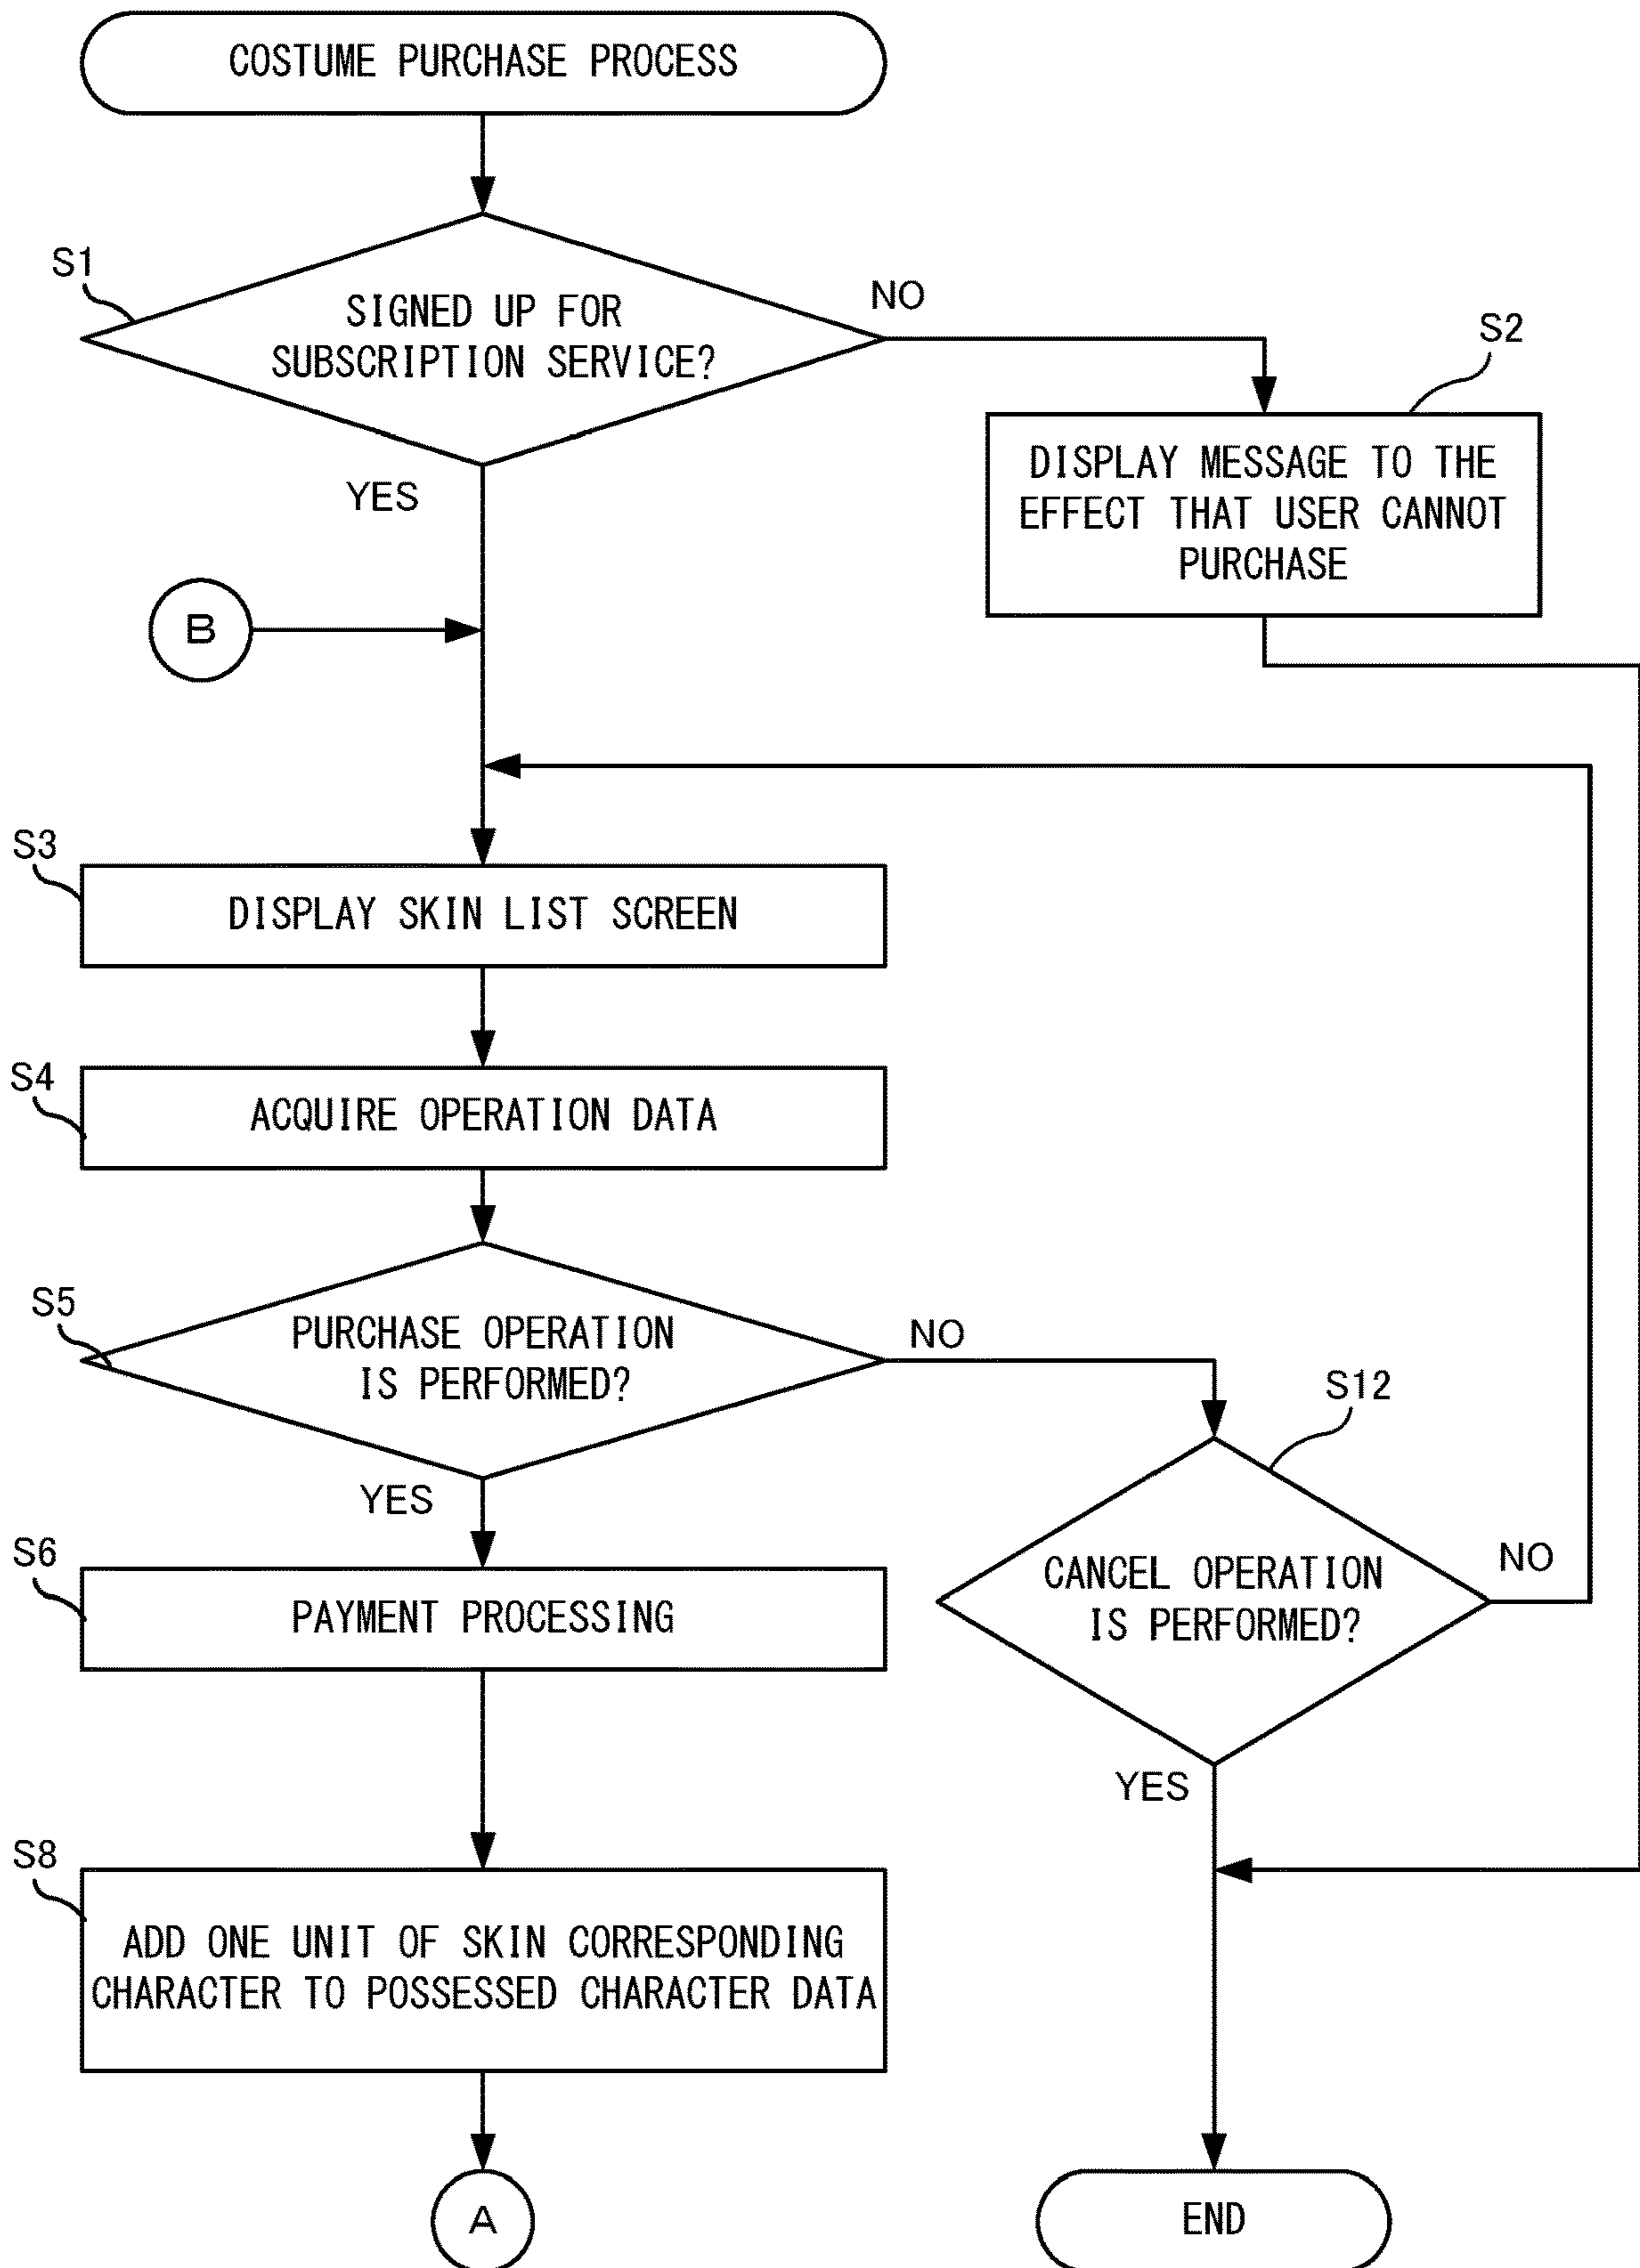 COSTUME PURCHASE PROCESS
S1
SIGNED UP FOR
SUBSCRIPTION SERVICE?
NO
YES
S2
DISPLAY MESSAGE TO THE
EFFECT THAT USER CANNOT
PURCHASE
B
S3
DISPLAY SKIN LIST SCREEN
S4
ACQUIRE OPERATION DATA
S5
PURCHASE OPERATION
IS PERFORMED?
NO
YES
S12
CANCEL OPERATION
IS PERFORMED?
NO
YES
S6
PAYMENT PROCESSING
S8
ADD ONE UNIT OF SKIN CORRESPONDING
CHARACTER TO POSSESSED CHARACTER DATA
A
END